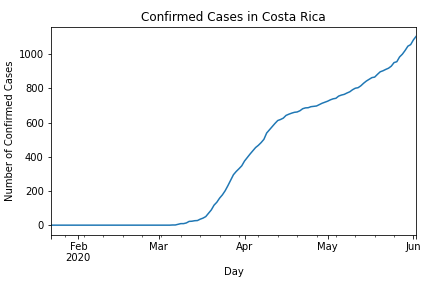 Confirmed Cases in Costa Rica
Number of Confirmed Cases
1000
800
600
400
200
0
Feb Mar Apr May Jun
2020
Day